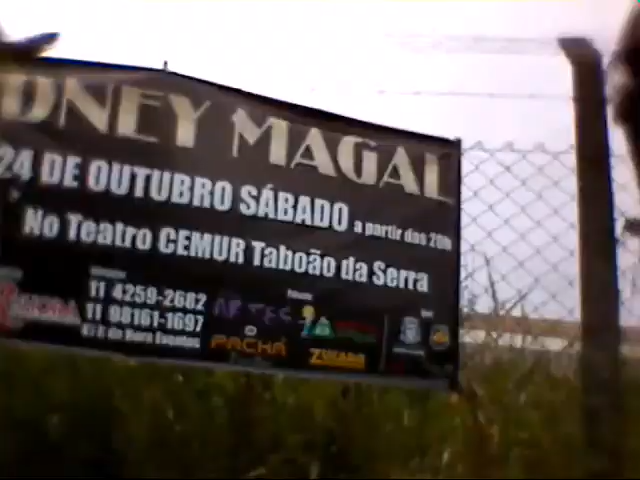 DNEY MAGAL
24 DE OUTUBRO SÁBADO a partir das 20h
No Teatro CEMUR Taboão da Serra
11 4259-2682
11 98161-1697
PACHÁ